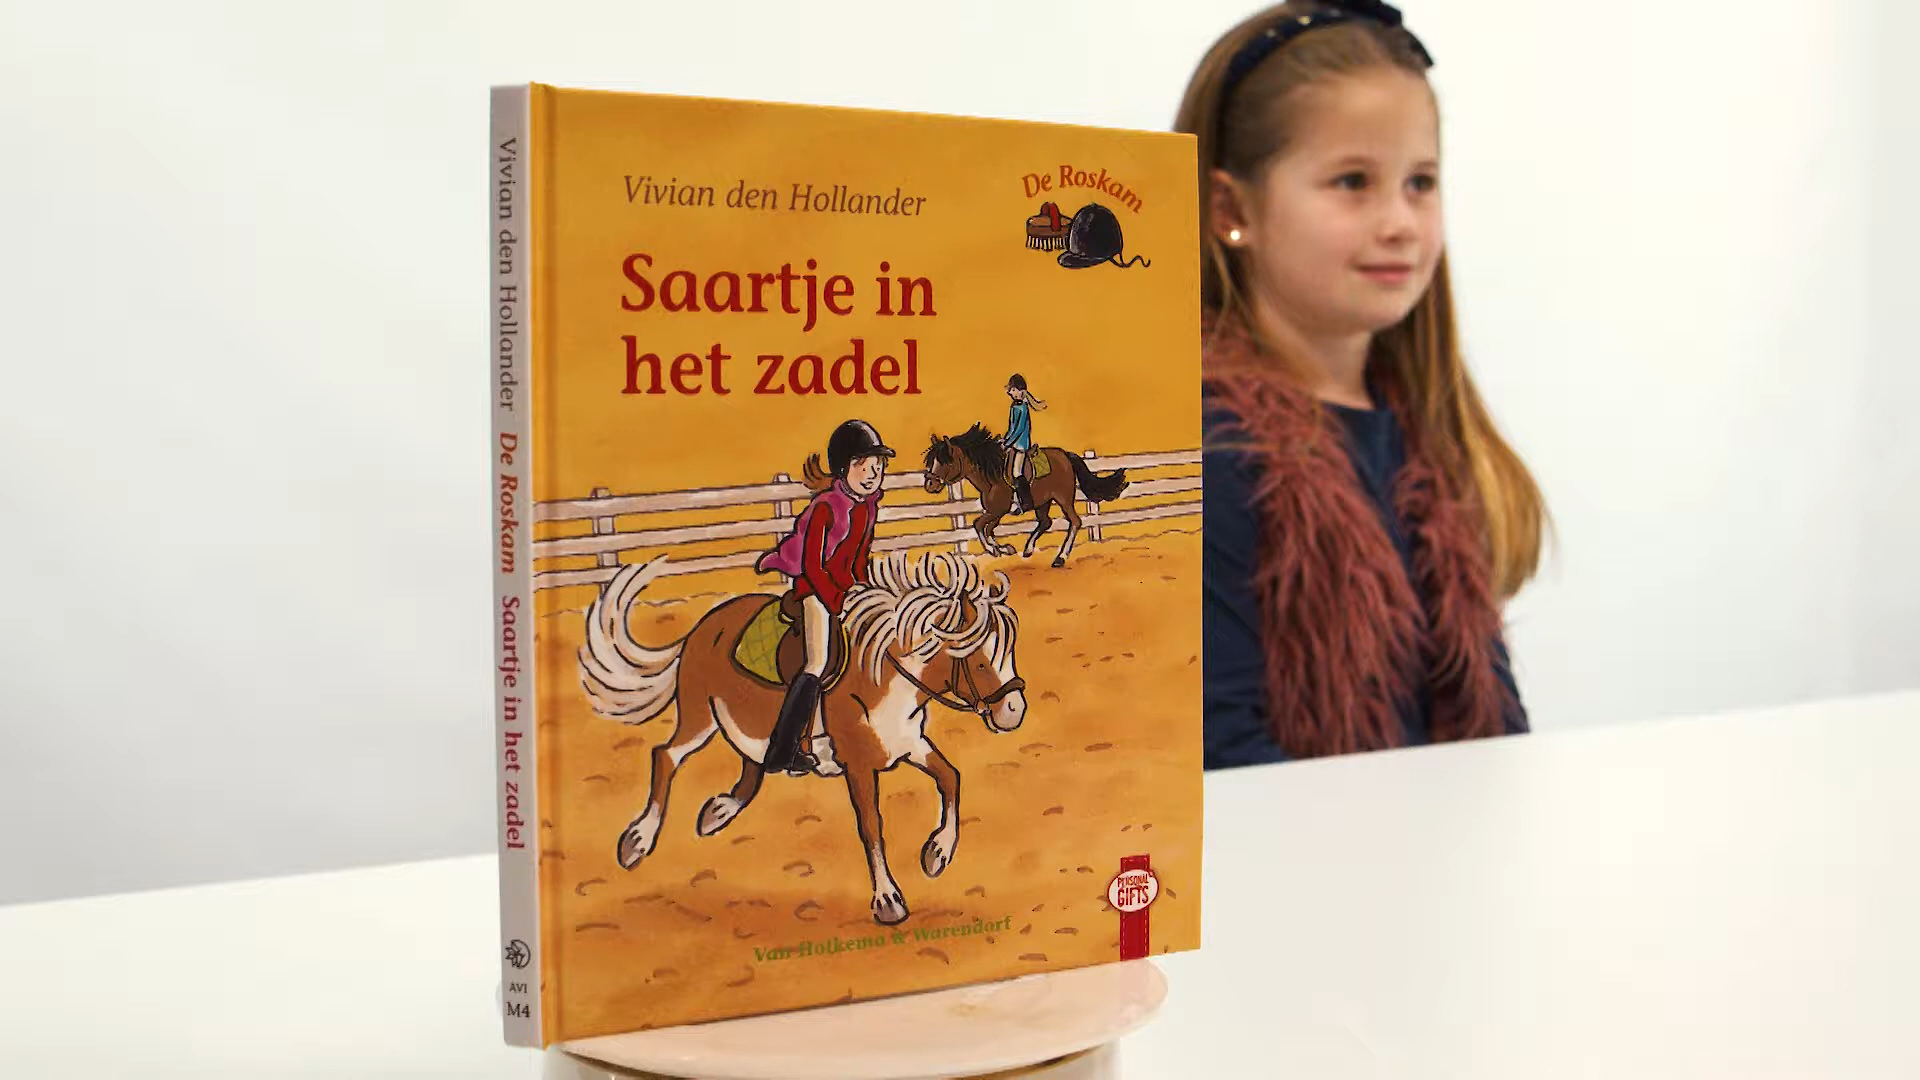 Vivian den Hollander De Roskam Saartje in het zadel
AVI
M4
Vivian den Hollander
De Roskam
Saartje in
het zadel
PERSONAL
GIFTS
Van Holkema & Warendorf